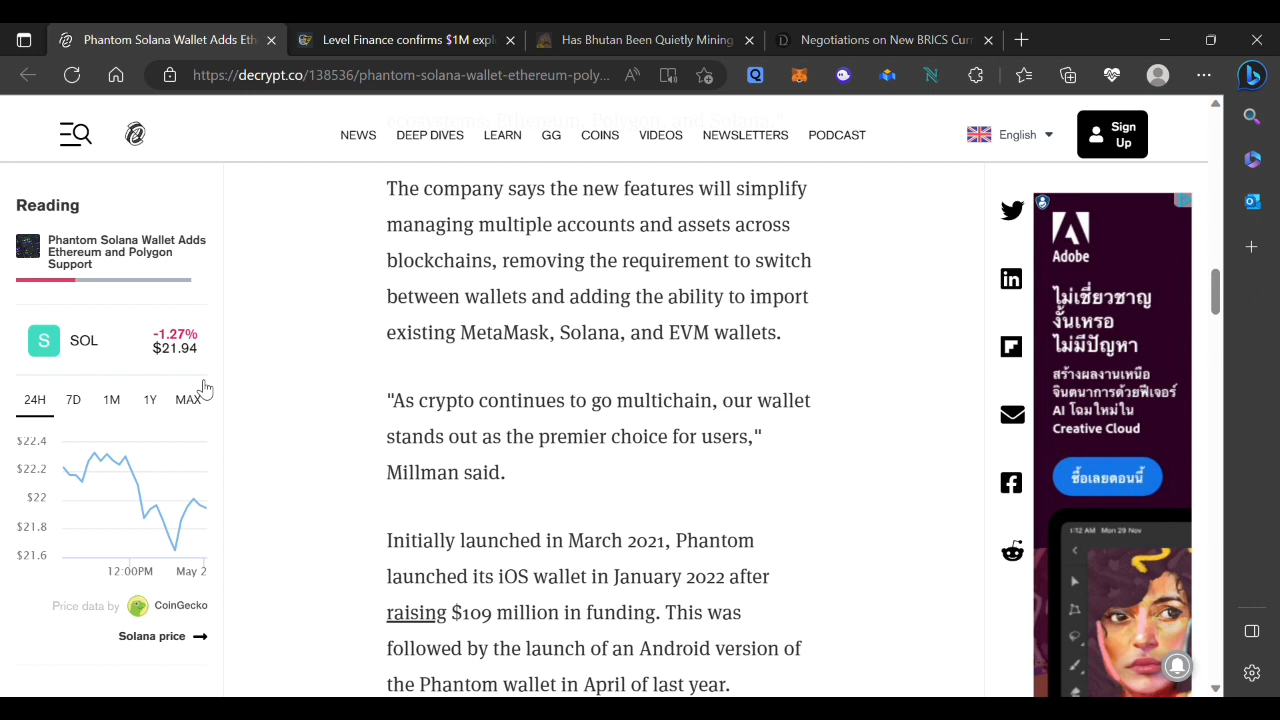 Phantom Solana Wallet Adds Eth
Level Finance confirms $1M expl
Has Bhutan Been Quietly Mining
Negotiations on New BRICS Curr
https://decrypt.co/138536/phantom-solana-wallet-ethereum-poly...
ecosystems: Ethereum, Polygon, and Solana."
NEWS
DEEP DIVES
LEARN
GG
COINS
VIDEOS
NEWSLETTERS
PODCAST
English
Sign
Up
Reading
Phantom Solana Wallet Adds
Ethereum and Polygon
Support
S
SOL
-1.27%
$21.94
24H
7D
1M
1Y
MAX
$22.4
$22.2
$22
$21.8
$21.6
12:00PM
May 2
Price data by
CoinGecko
Solana price
The company says the new features will simplify
managing multiple accounts and assets across
blockchains, removing the requirement to switch
between wallets and adding the ability to import
existing MetaMask, Solana, and EVM wallets.
"As crypto continues to go multichain, our wallet
stands out as the premier choice for users,"
Millman said.
Initially launched in March 2021, Phantom
launched its iOS wallet in January 2022 after
raising $109 million in funding. This was
followed by the launch of an Android version of
the Phantom wallet in April of last year.
Adobe
ไม่เชี่ยวชาญ
งั้นเหรอ
ไม่มีปัญหา
สร้างผลงานเหนือ
จินตนาการด้วยฟีเจอร์
AI โฉมใหม่ใน
Creative Cloud
ซื้อเลยตอนนี้
1:12 AM Mon 29 Nov